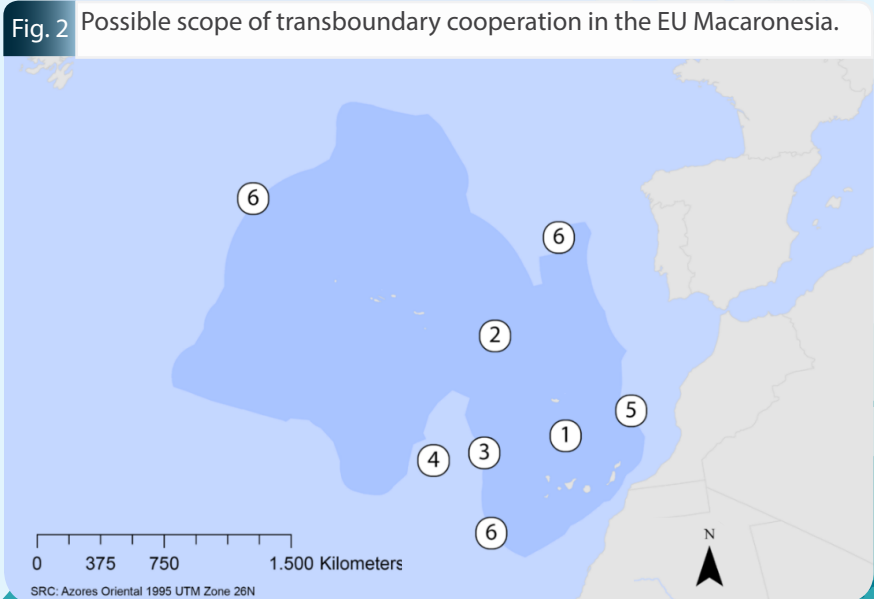 Fig. 2 Possible scope of transboundary cooperation in the EU Macaronesia.
6
6
2
5
1
3
4
6
N
0 375 750 1.500 Kilometers
SRC: Azores Oriental 1995 UTM Zone 26N